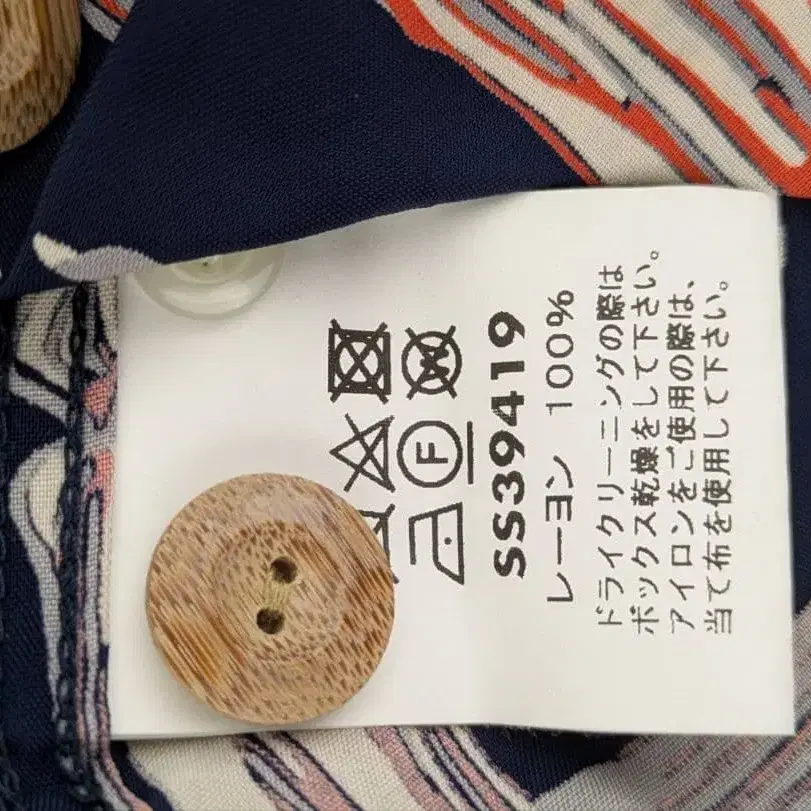 SS39419
レーヨン 100%
ドライクリーニングの際は
ボックス乾燥をして下さい。
アイロンをご使用の際は、
当て布を使用して下さい。
F
W